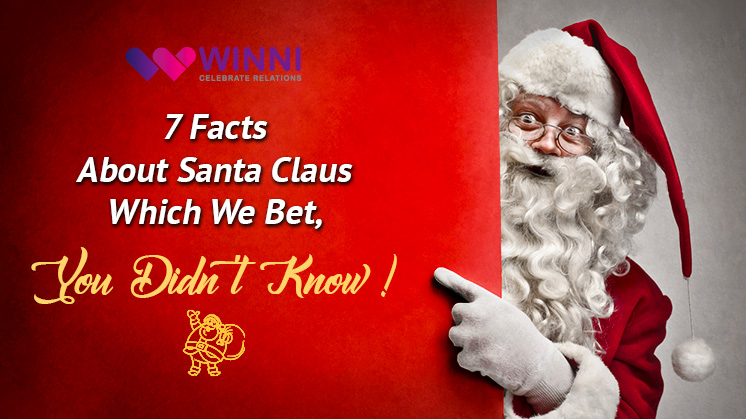 WINNI
CELEBRATE RELATIONS
7 Facts
About Santa Claus
Which We Bet,
You Didn't Know !